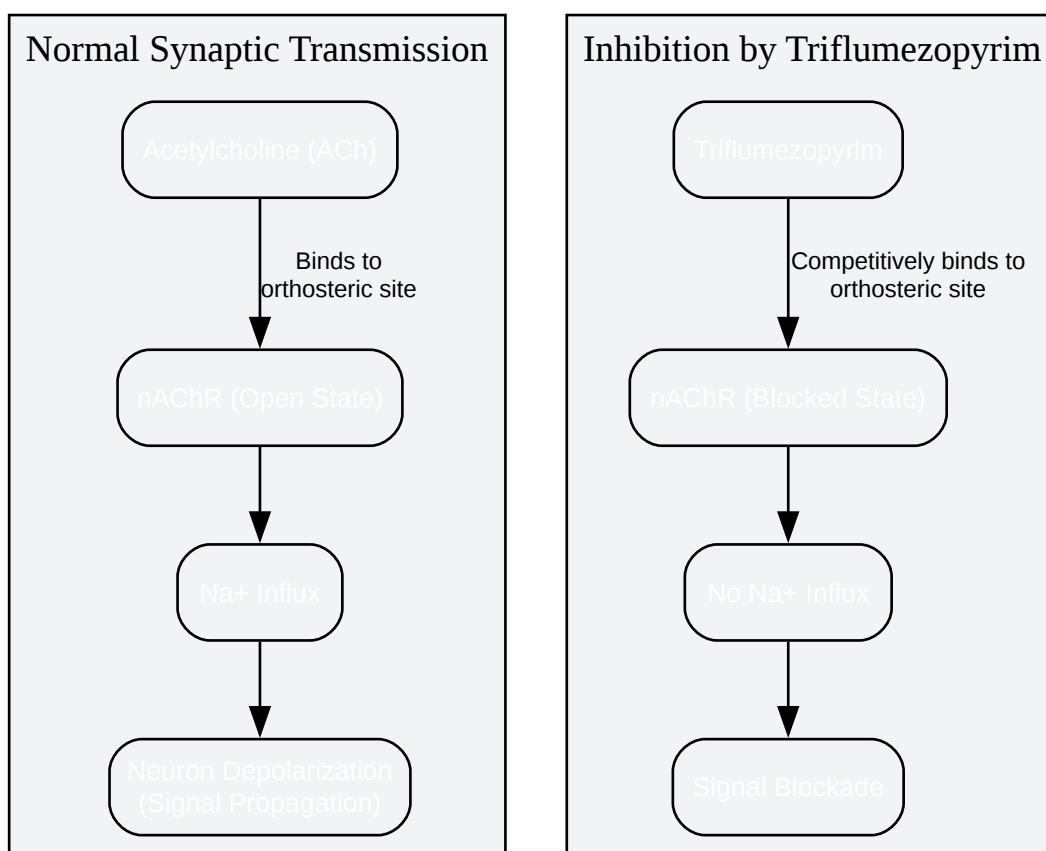 Normal Synaptic Transmission
Acetylcholine (ACh)
Binds to
orthosteric site
nAChR (Open State)
Na+ Influx
Neuron Depolarization
(Signal Propagation)
Inhibition by Triflumezopyrim
Triflumezopyrim
Competitively binds to
orthosteric site
nAChR (Blocked State)
No Na+ Influx
Signal Blockade